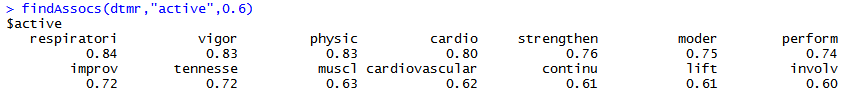 > findAssocs(dtmr,"active",0.6)
$active
respiratori vigor physic cardio strengthen moder perform
0.84 0.83 0.83 0.80 0.76 0.75 0.74
improv tennesse muscl cardiovascular continu lift involv
0.72 0.72 0.63 0.62 0.61 0.61 0.60